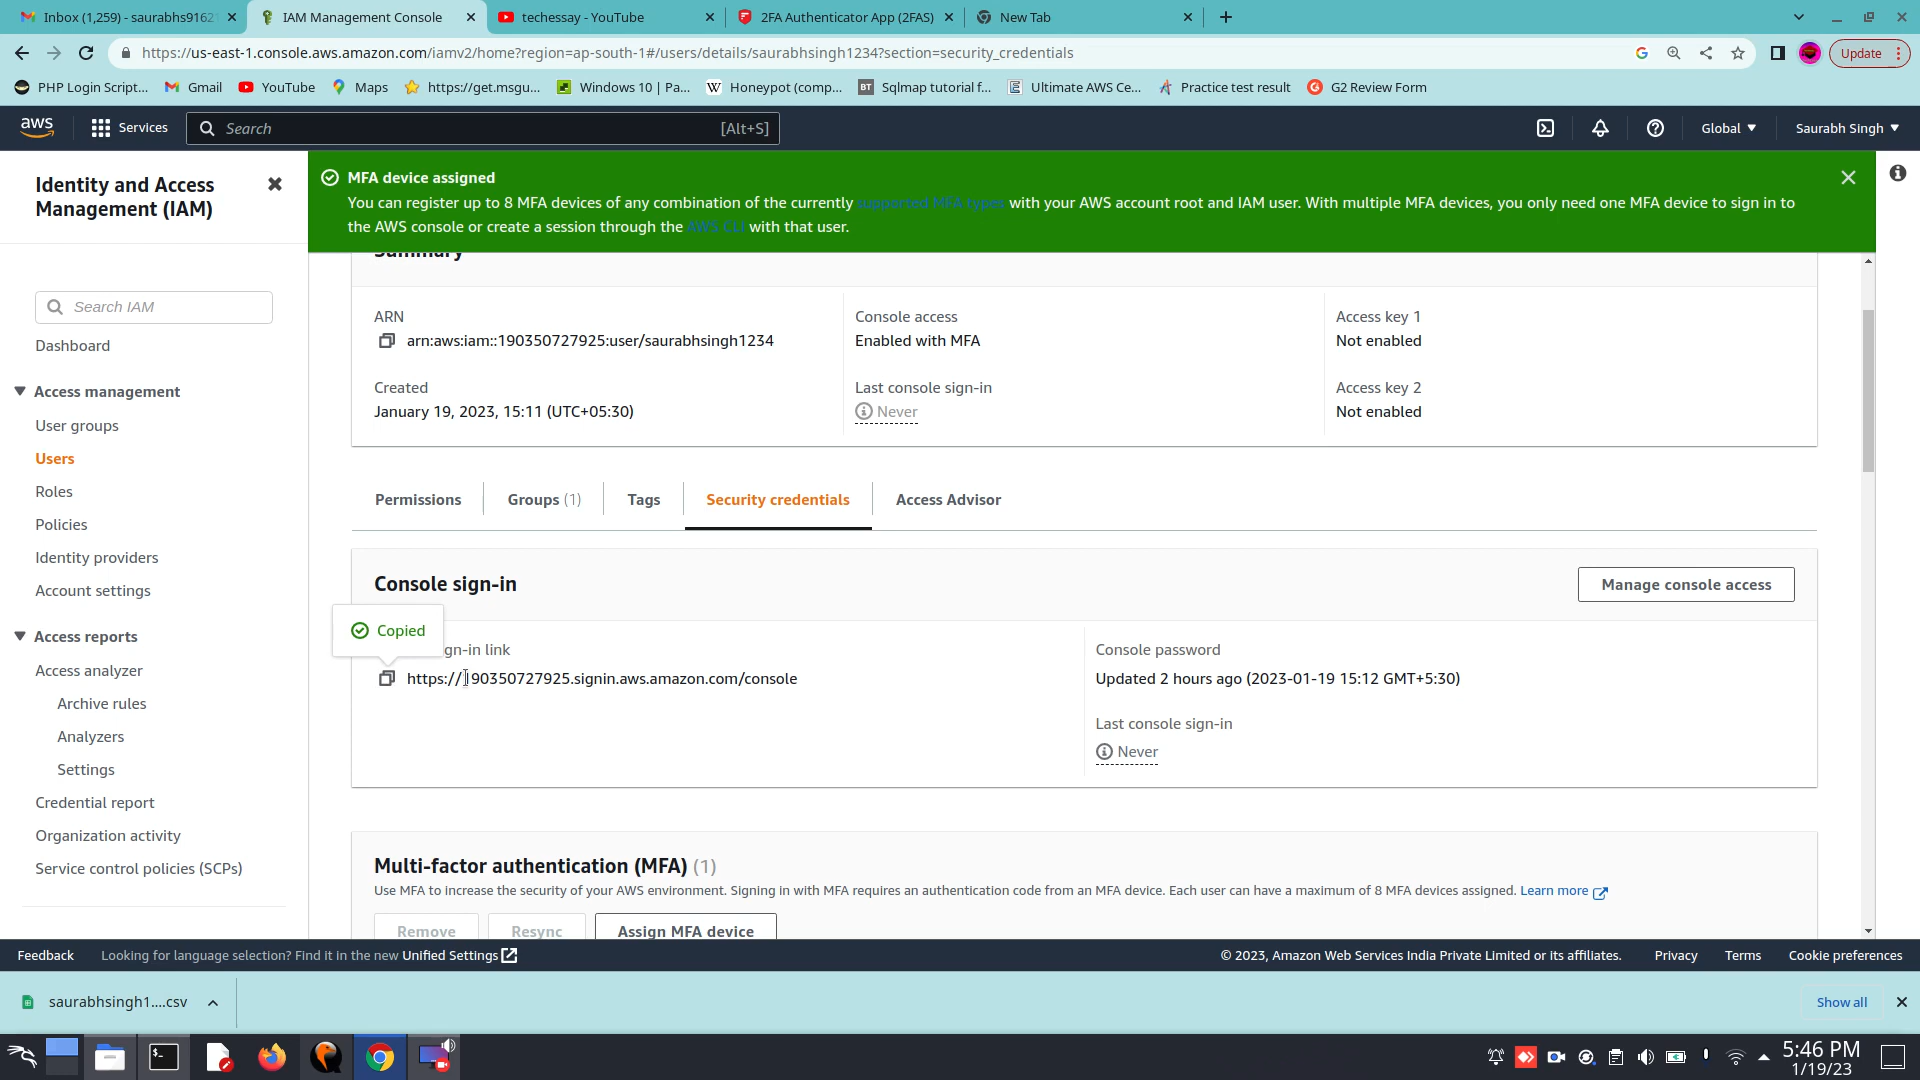 Inbox (1,259) - saurabhs9162
IAM Management Console
techessay - YouTube
2FA Authenticator App (2FAS)
New Tab
https://us-east-1.console.aws.amazon.com/iamv2/home?region=ap-south-1#/users/details/saurabhsingh1234?section=security_credentials
Update
PHP Login Script...
Gmail
YouTube
Maps
https://get.msgu...
Windows 10 | Pa...
Honeypot (comp...
BT Sqlmap tutorial f...
Ultimate AWS Ce...
Practice test result
G2 Review Form
aws
Services
Search
[Alt+S]
Global
Saurabh Singh
Identity and Access
Management (IAM)
MFA device assigned
You can register up to 8 MFA devices of any combination of the currently supported MFA types with your AWS account root and IAM user. With multiple MFA devices, you only need one MFA device to sign in to
the AWS console or create a session through the AWS CLI with that user.
Search IAM
Dashboard
Access management
User groups
Users
Roles
Policies
Identity providers
Account settings
Access reports
Access analyzer
Archive rules
Analyzers
Settings
Credential report
Organization activity
Service control policies (SCPs)
Summary
ARN
arn:aws:iam::190350727925:user/saurabhsingh1234
Console access
Enabled with MFA
Access key 1
Not enabled
Created
January 19, 2023, 15:11 (UTC+05:30)
Last console sign-in
Never
Access key 2
Not enabled
Permissions
Groups (1)
Tags
Security credentials
Access Advisor
Console sign-in
Manage console access
Copied
gn-in link
https://190350727925.signin.aws.amazon.com/console
Console password
Updated 2 hours ago (2023-01-19 15:12 GMT+5:30)
Last console sign-in
Never
Multi-factor authentication (MFA) (1)
Use MFA to increase the security of your AWS environment. Signing in with MFA requires an authentication code from an MFA device. Each user can have a maximum of 8 MFA devices assigned. Learn more
Remove
Resync
Assign MFA device
Feedback
Looking for language selection? Find it in the new Unified Settings
© 2023, Amazon Web Services India Private Limited or its affiliates.
Privacy
Terms
Cookie preferences
saurabhsingh1....csv
Show all
5:46 PM
1/19/23